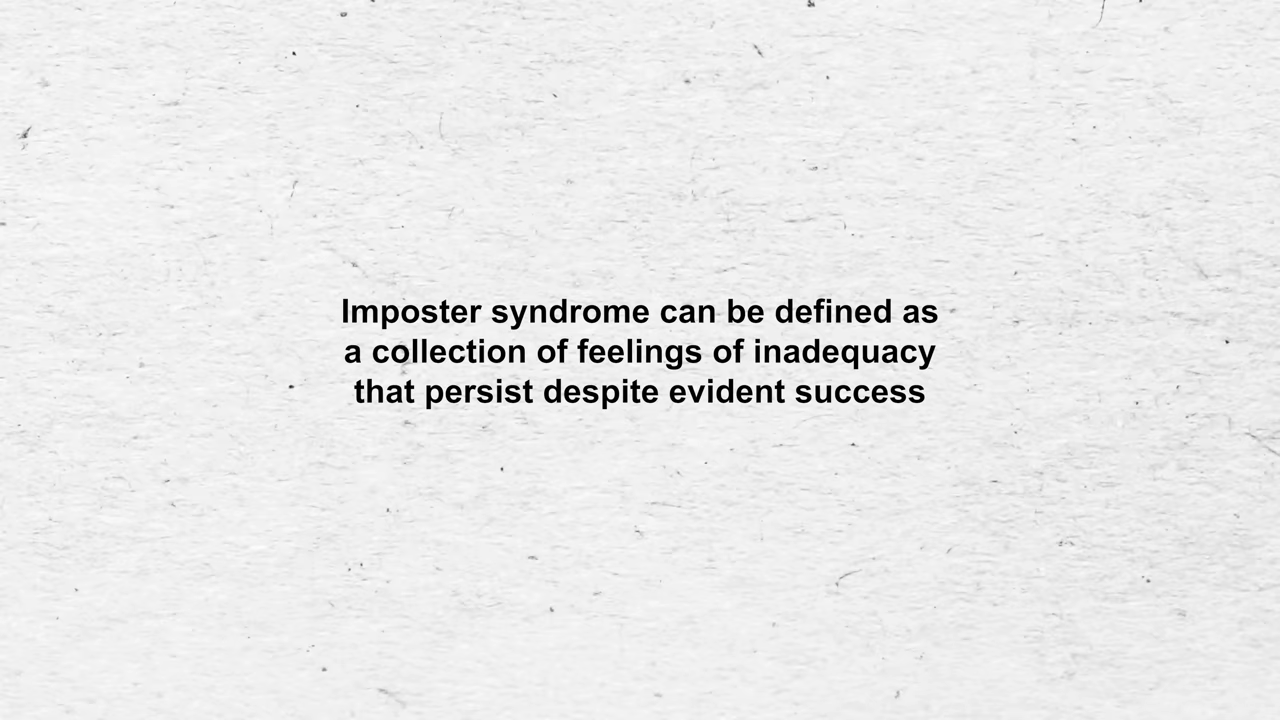 Imposter syndrome can be defined as
a collection of feelings of inadequacy
that persist despite evident success